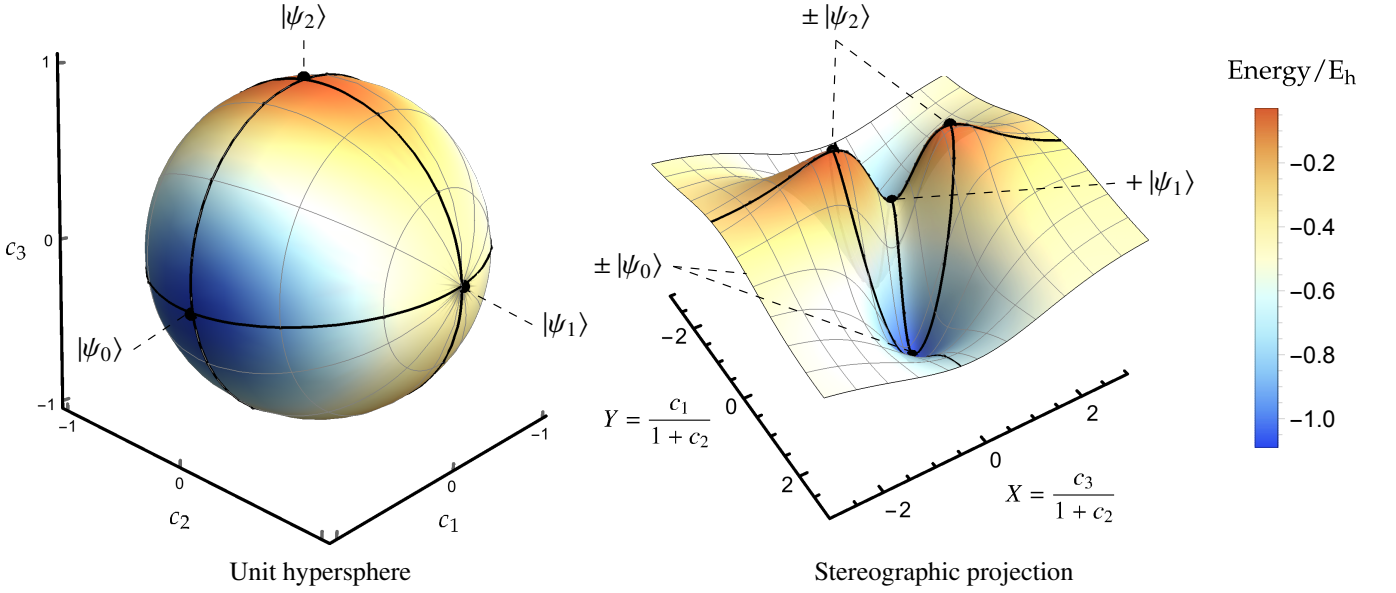 |ψ₂⟩
1
0
−1
c₃
|ψ₀⟩
|ψ₁⟩
−1
0
c₂
0
−1
c₁
Unit hypersphere
± |ψ₂⟩
+ |ψ₁⟩
± |ψ₀⟩
−2
0
2
Y = c₁ / (1 + c₂)
−2
0
2
X = c₃ / (1 + c₂)
Stereographic projection
Energy/Eₕ
−0.2
−0.4
−0.6
−0.8
−1.0